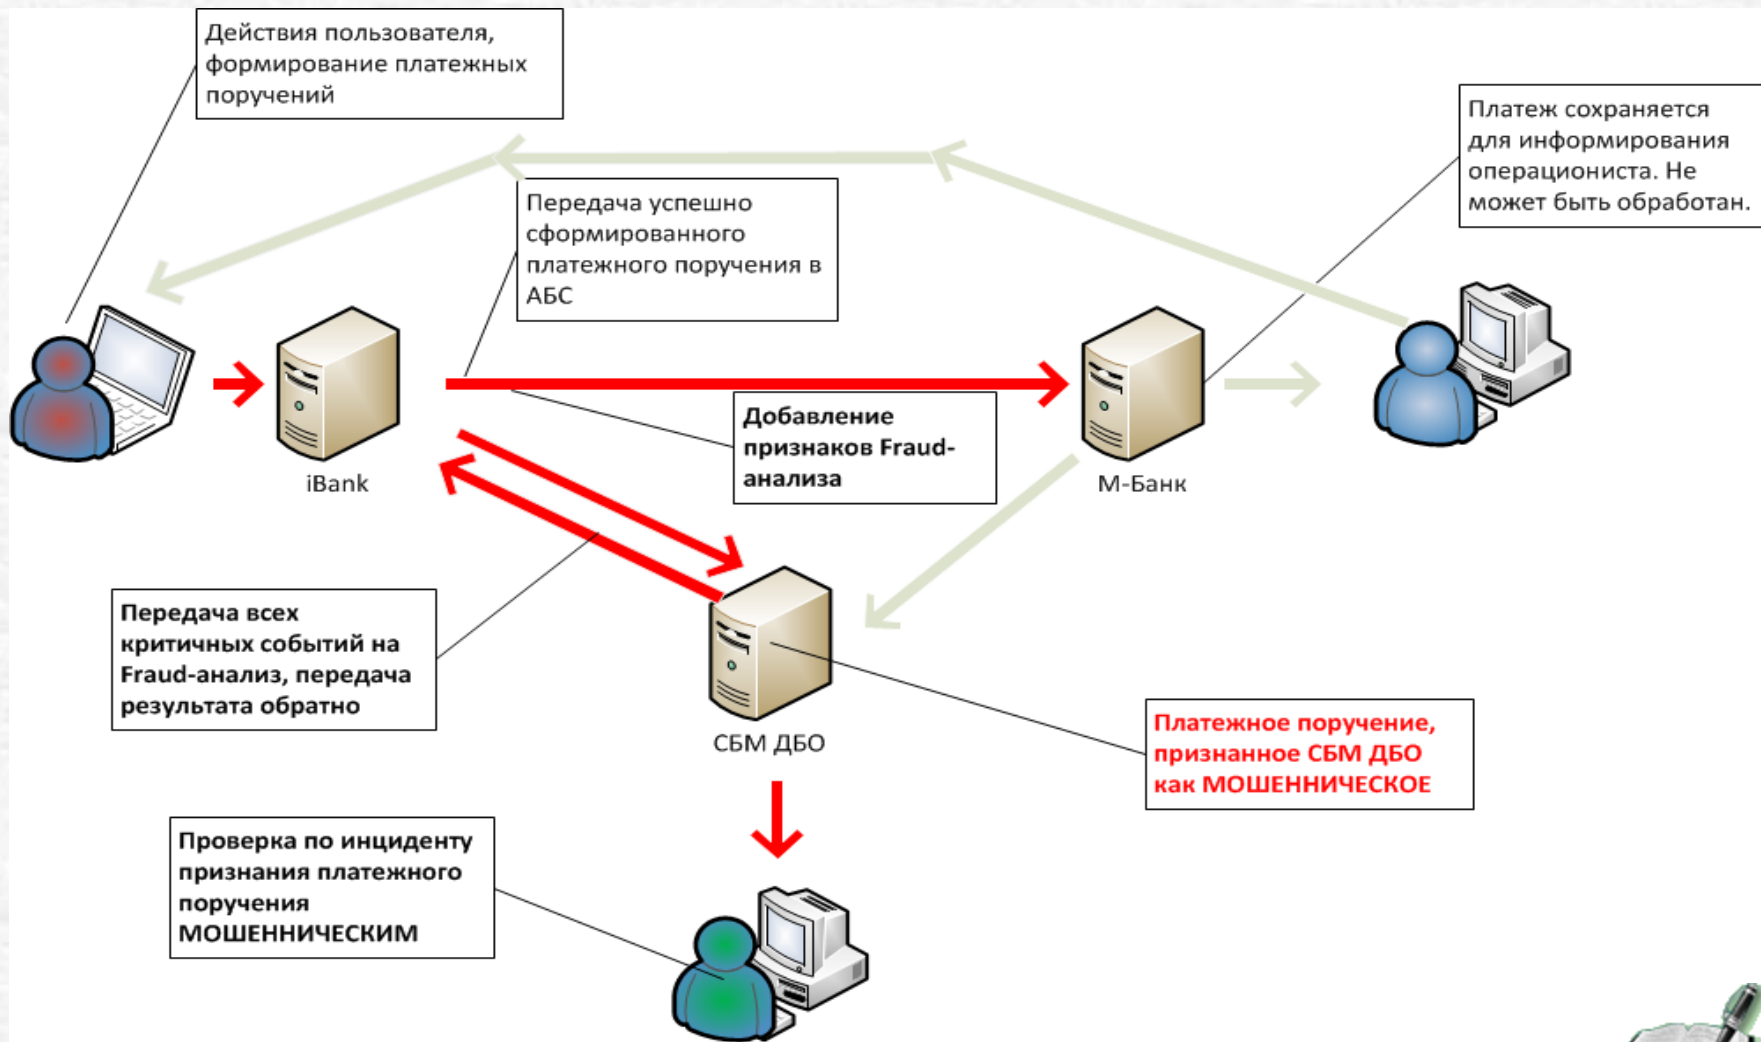 Действия пользователя,
формирование платежных
поручений
Платеж сохраняется
для информирования
операциониста. Не
может быть обработан.
Передача успешно
сформированного
платежного поручения в
АБС
Добавление
признаков Fraud-
анализа
iBank
М-Банк
Передача всех
критичных событий на
Fraud-анализ, передача
результата обратно
СБМ ДБО
Платежное поручение,
признанное СБМ ДБО
как МОШЕННИЧЕСКОЕ
Проверка по инциденту
признания платежного
поручения
МОШЕННИЧЕСКИМ